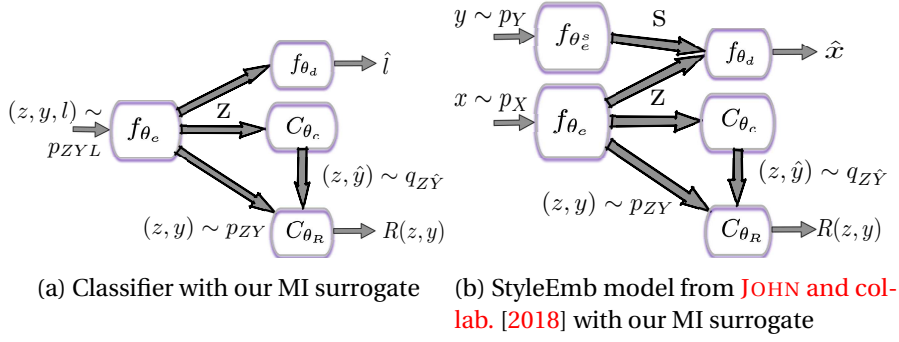 (z, y, l) ∼
p_{ZYL}
f_{θ_e}
z
f_{θ_d}
l̂
C_{θ_c}
(z, ŷ) ∼ q_{ZŶ}
(z, y) ∼ p_{ZY}
C_{θ_R}
R(z, y)
(a) Classifier with our MI surrogate
y ∼ p_Y
f_{θ_e^s}
s
f_{θ_d}
x̂
x ∼ p_X
f_{θ_e}
z
C_{θ_c}
(z, ŷ) ∼ q_{ZŶ}
(z, y) ∼ p_{ZY}
C_{θ_R}
R(z, y)
(b) StyleEmb model from JOHN and col-
lab. [2018] with our MI surrogate